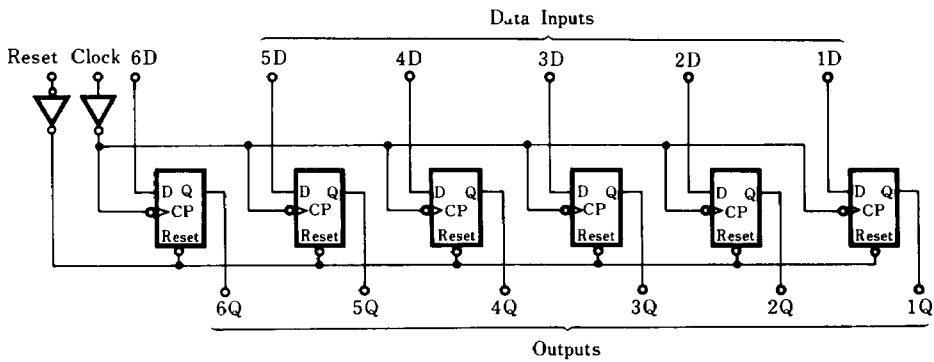 Data Inputs
Reset Clock 6D 5D 4D 3D 2D 1D
D Q D Q D Q D Q D Q D Q
CP CP CP CP CP CP
Reset Reset Reset Reset Reset Reset
6Q 5Q 4Q 3Q 2Q 1Q
Outputs